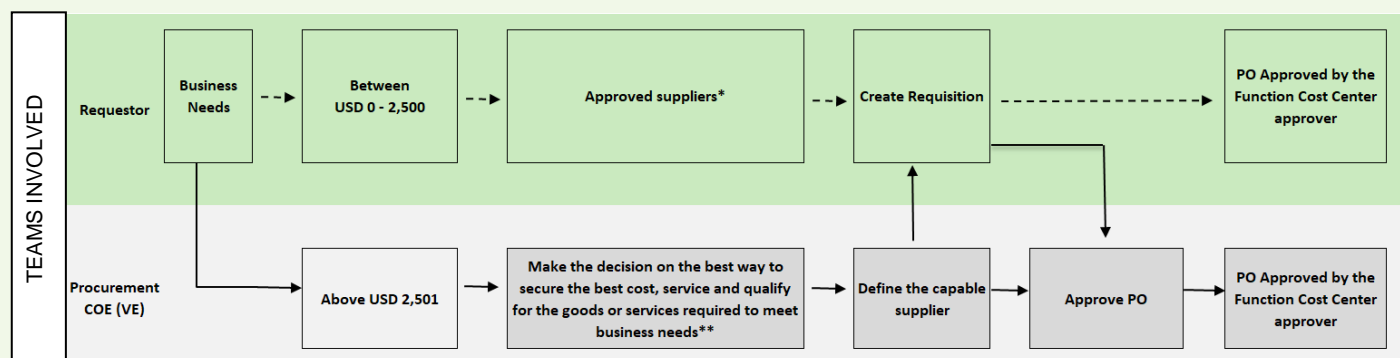 TEAMS INVOLVED
Requestor
Business
Needs
Between
USD 0 - 2,500
Approved suppliers*
Create Requisition
PO Approved by the
Function Cost Center
approver
Procurement
COE (VE)
Above USD 2,501
Make the decision on the best way to
secure the best cost, service and qualify
for the goods or services required to meet
business needs**
Define the capable
supplier
Approve PO
PO Approved by the
Function Cost Center
approver